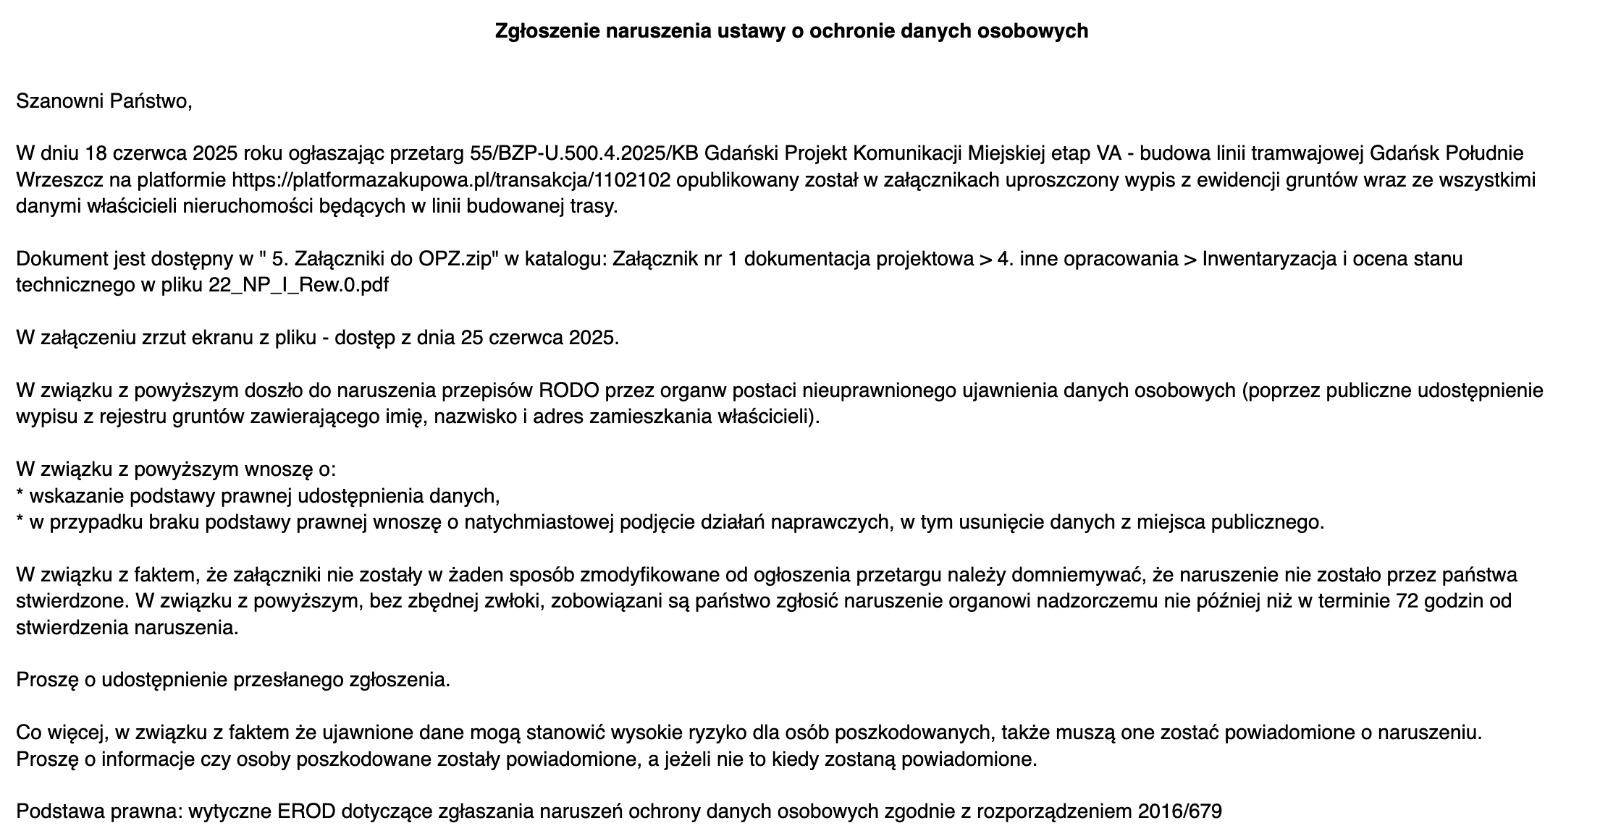 Zgłoszenie naruszenia ustawy o ochronie danych osobowych
Szanowni Państwo,
W dniu 18 czerwca 2025 roku ogłaszając przetarg 55/BZP-U.500.4.2025/KB Gdański Projekt Komunikacji Miejskiej etap VA - budowa linii tramwajowej Gdańsk Południe
Wrzeszcz na platformie https://platformazakupowa.pl/transakcja/1102102 opublikowany został w załącznikach uproszczony wypis z ewidencji gruntów wraz ze wszystkimi
danymi właścicieli nieruchomości będących w linii budowanej trasy.
Dokument jest dostępny w " 5. Załączniki do OPZ.zip" w katalogu: Załącznik nr 1 dokumentacja projektowa > 4. inne opracowania > Inwentaryzacja i ocena stanu
technicznego w pliku 22_NP_I_Rew.0.pdf
W załączeniu zrzut ekranu z pliku - dostęp z dnia 25 czerwca 2025.
W związku z powyższym doszło do naruszenia przepisów RODO przez organw postaci nieuprawnionego ujawnienia danych osobowych (poprzez publiczne udostępnienie
wypisu z rejestru gruntów zawierającego imię, nazwisko i adres zamieszkania właścicieli).
W związku z powyższym wnoszę o:
* wskazanie podstawy prawnej udostępnienia danych,
* w przypadku braku podstawy prawnej wnoszę o natychmiastowej podjęcie działań naprawczych, w tym usunięcie danych z miejsca publicznego.
W związku z faktem, że załączniki nie zostały w żaden sposób zmodyfikowane od ogłoszenia przetargu należy domniemywać, że naruszenie nie zostało przez państwa
stwierdzone. W związku z powyższym, bez zbędnej zwłoki, zobowiązani są państwo zgłosić naruszenie organowi nadzorczemu nie później niż w terminie 72 godzin od
stwierdzenia naruszenia.
Proszę o udostępnienie przesłanego zgłoszenia.
Co więcej, w związku z faktem że ujawnione dane mogą stanowić wysokie ryzyko dla osób poszkodowanych, także muszą one zostać powiadomione o naruszeniu.
Proszę o informacje czy osoby poszkodowane zostały powiadomione, a jeżeli nie to kiedy zostaną powiadomione.
Podstawa prawna: wytyczne EROD dotyczące zgłaszania naruszeń ochrony danych osobowych zgodnie z rozporządzeniem 2016/679